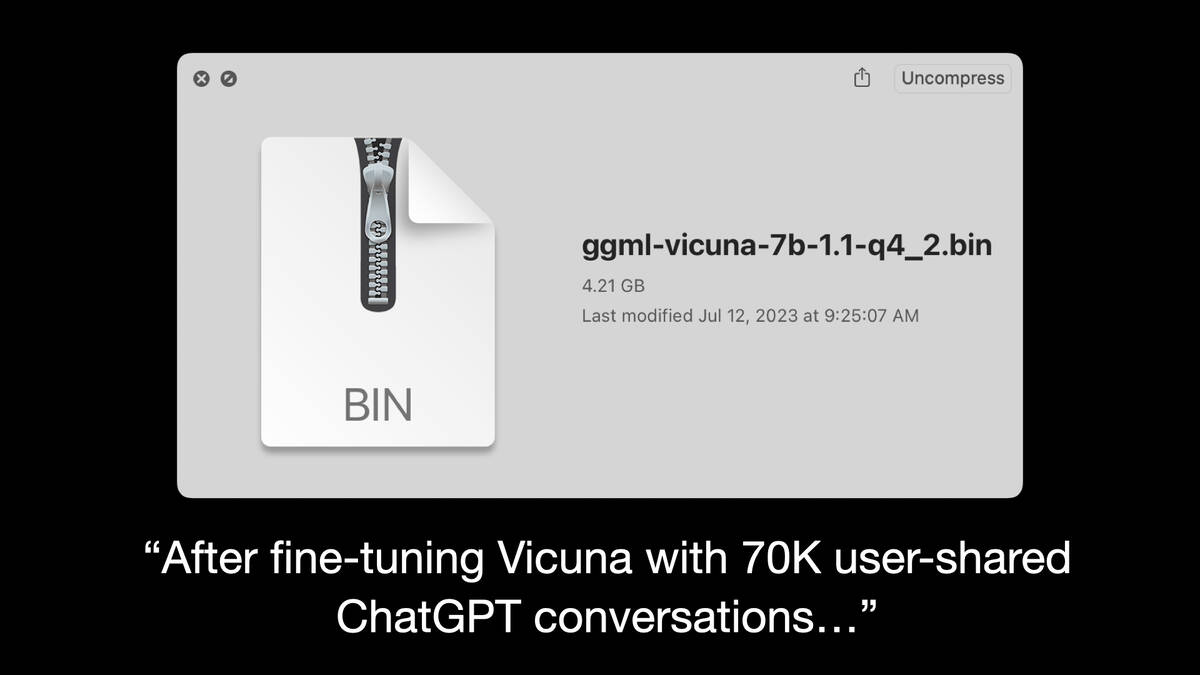 Uncompress
ggml-vicuna-7b-1.1-q4_2.bin
4.21 GB
Last modified Jul 12, 2023 at 9:25:07 AM
BIN
“After fine-tuning Vicuna with 70K user-shared
ChatGPT conversations…”